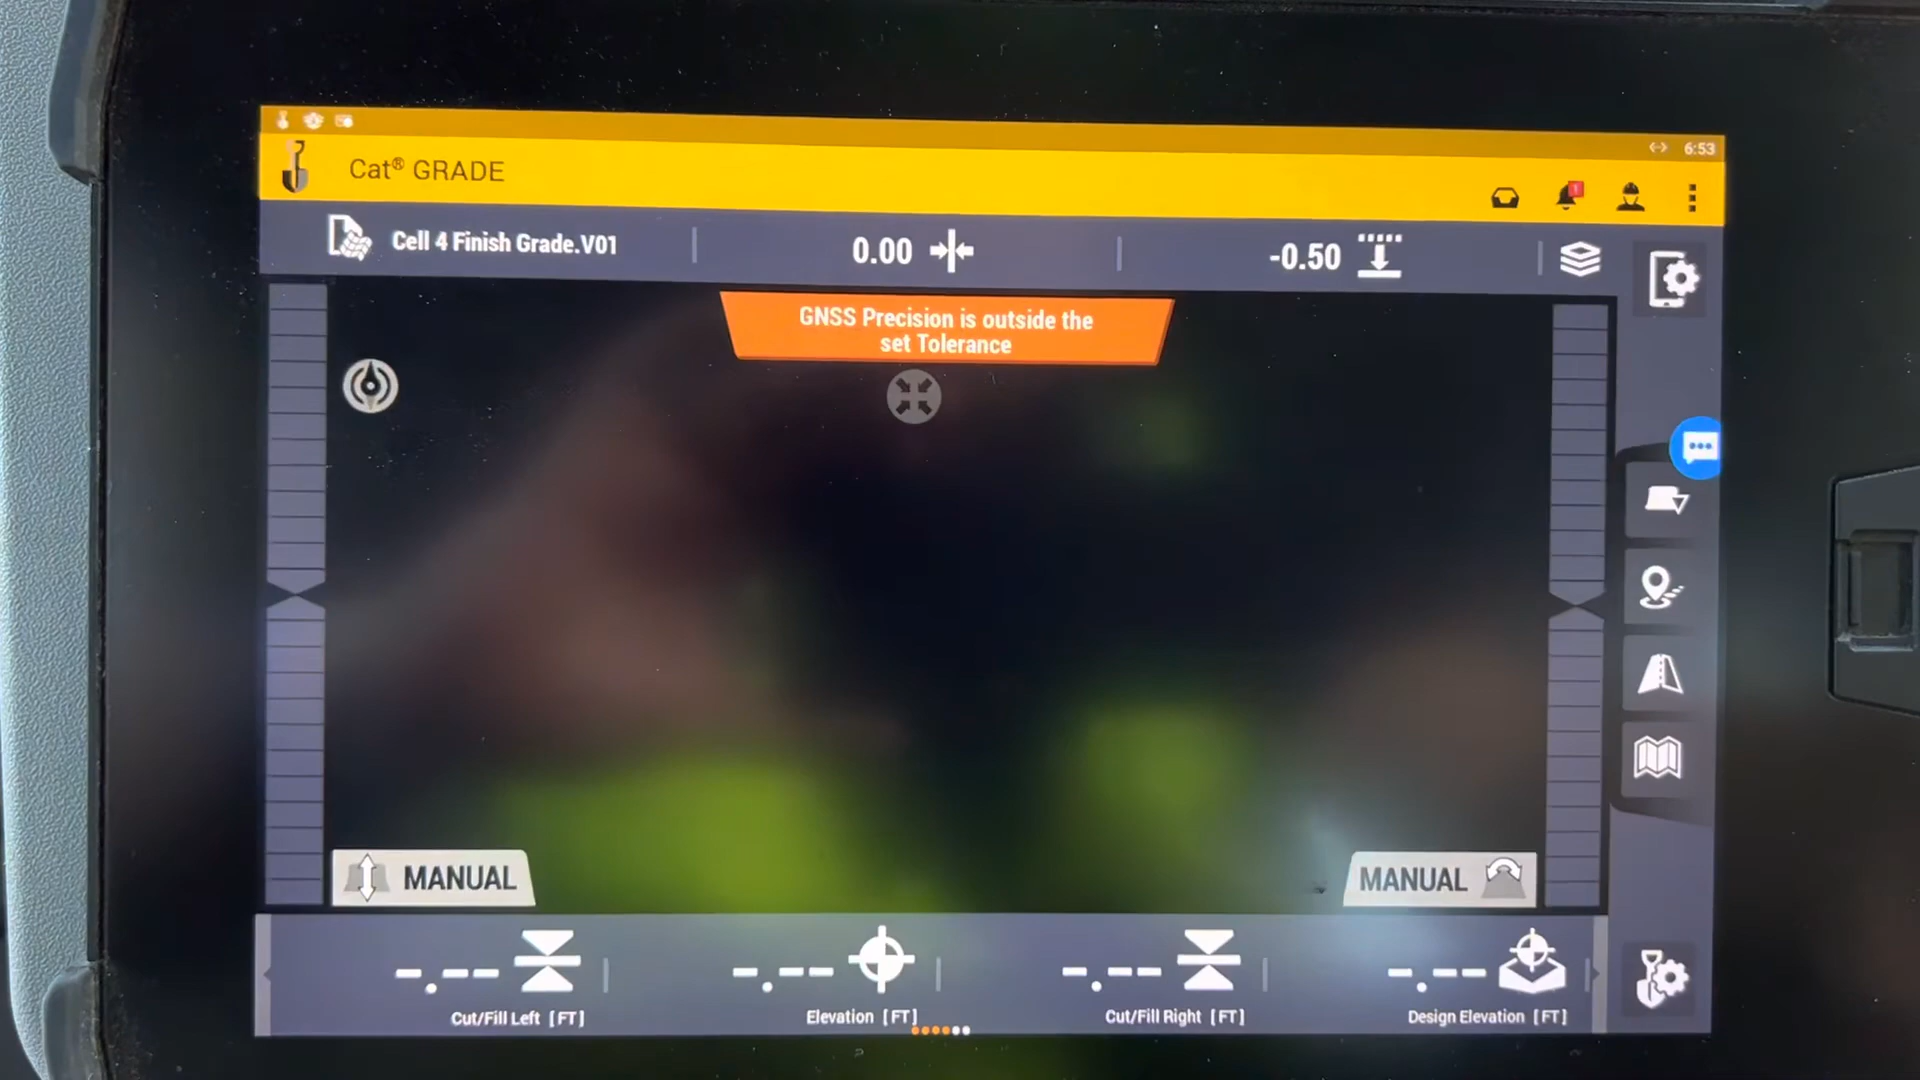 6:53
Cat® GRADE
1
Cell 4 Finish Grade.V01
0.00
-0.50
GNSS Precision is outside the
set Tolerance
MANUAL
MANUAL
-.-- -.-- -.-- -.--
Cut/Fill Left [FT]
Elevation [FT]
Cut/Fill Right [FT]
Design Elevation [FT]